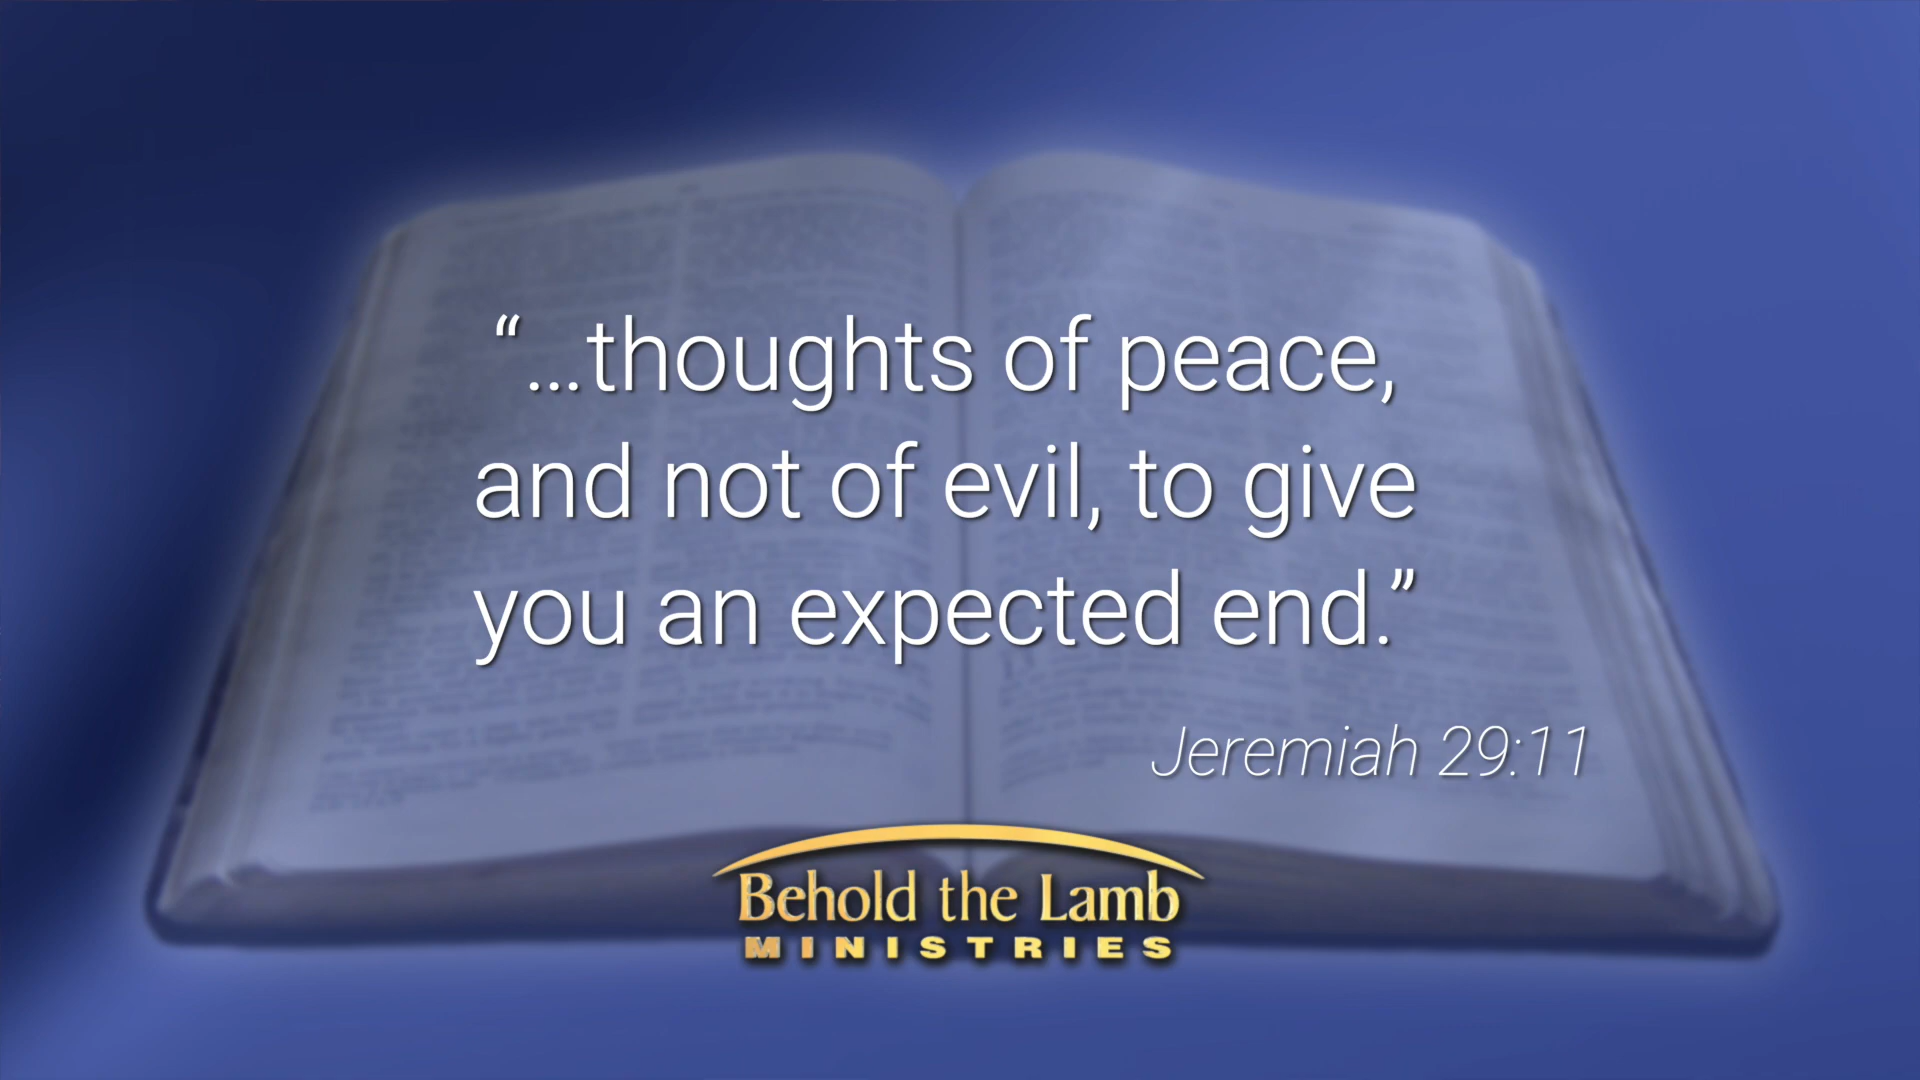 “...thoughts of peace,
and not of evil, to give
you an expected end.”
Jeremiah 29:11
Behold the Lamb
MINISTRIES